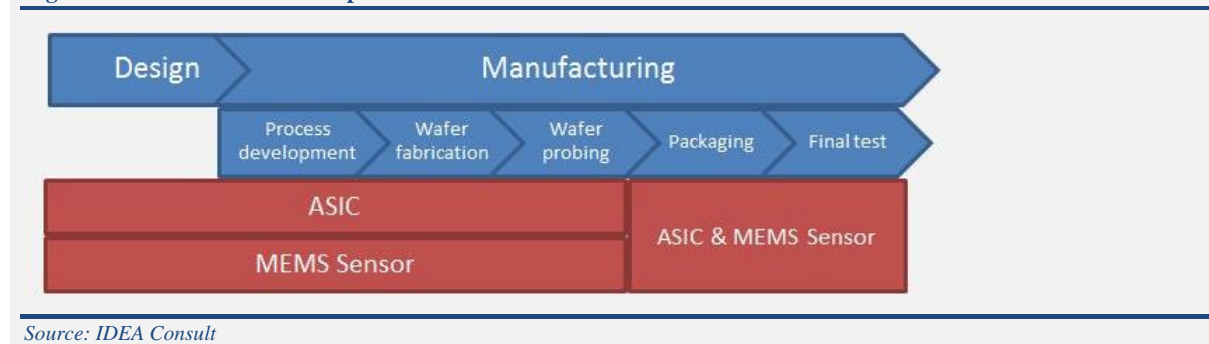 Design
Manufacturing
Process
development
Wafer
fabrication
Wafer
probing
Packaging
Final test
ASIC
MEMS Sensor
ASIC & MEMS Sensor
Source: IDEA Consult